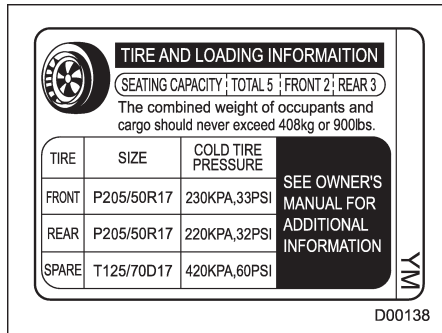 TIRE AND LOADING INFORMAITION
SEATING CAPACITY TOTAL 5 FRONT 2 REAR 3
The combined weight of occupants and
cargo should never exceed 408kg or 900lbs.
TIRE SIZE COLD TIRE PRESSURE
FRONT P205/50R17 230KPA,33PSI
REAR P205/50R17 220KPA,32PSI
SPARE T125/70D17 420KPA,60PSI
SEE OWNER'S
MANUAL FOR
ADDITIONAL
INFORMATION
YM
D00138